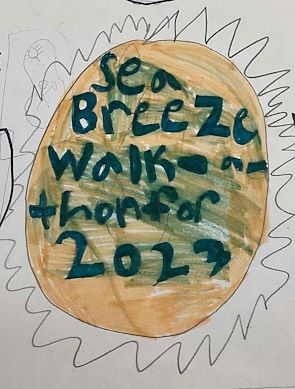 Sea
BreeZe
Walk-a-
thon for
2023